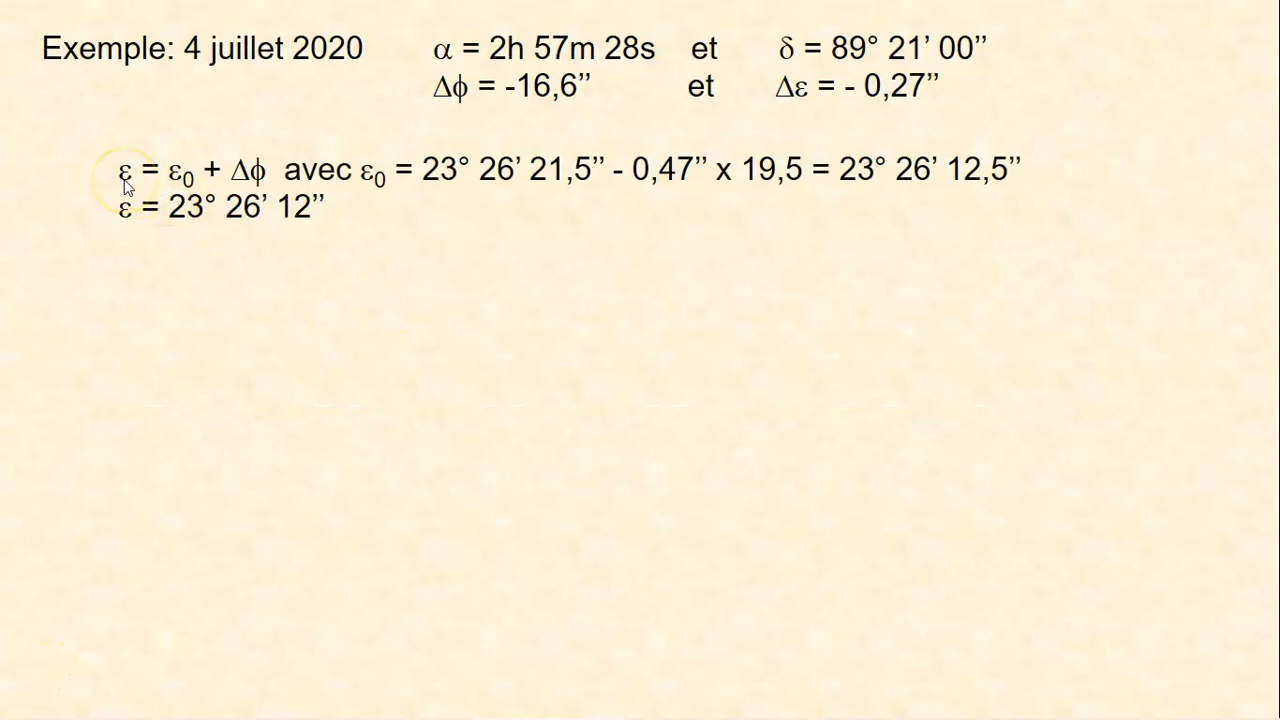 Exemple: 4 juillet 2020 α = 2h 57m 28s et δ = 89° 21’ 00’’
Δϕ = -16,6’’ et Δε = - 0,27’’
ε = ε₀ + Δϕ avec ε₀ = 23° 26’ 21,5’’ - 0,47’’ x 19,5 = 23° 26’ 12,5’’
ε = 23° 26’ 12’’